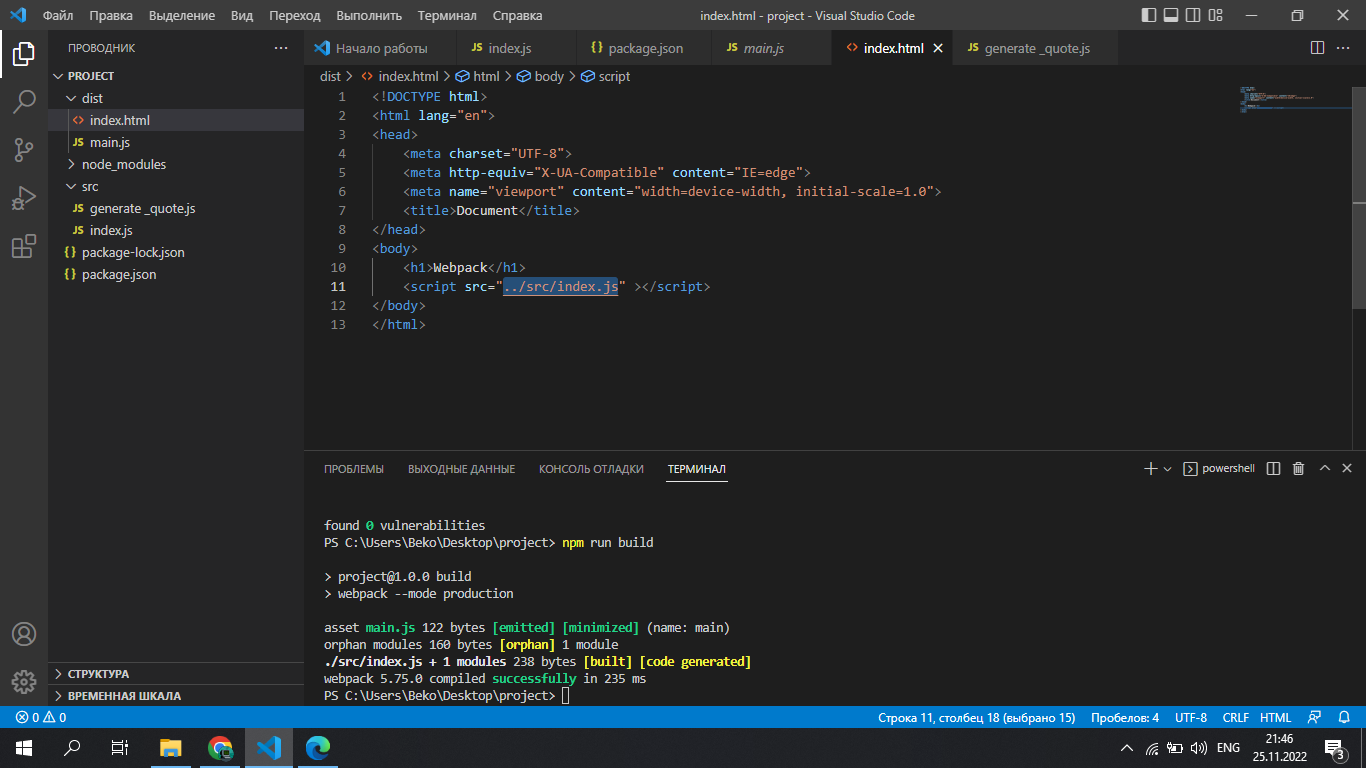 Файл Правка Выделение Вид Переход Выполнить Терминал Справка index.html - project - Visual Studio Code
ПРОВОДНИК
PROJECT
dist
index.html
main.js
node_modules
src
generate _quote.js
index.js
package-lock.json
package.json
СТРУКТУРА
ВРЕМЕННАЯ ШКАЛА
Начало работы JS index.js {} package.json JS main.js <> index.html JS generate _quote.js
dist > <> index.html > html > body > script
1 <!DOCTYPE html>
2 <html lang="en">
3 <head>
4 <meta charset="UTF-8">
5 <meta http-equiv="X-UA-Compatible" content="IE=edge">
6 <meta name="viewport" content="width=device-width, initial-scale=1.0">
7 <title>Document</title>
8 </head>
9 <body>
10 <h1>Webpack</h1>
11 <script src="../src/index.js" ></script>
12 </body>
13 </html>
ПРОБЛЕМЫ ВЫХОДНЫЕ ДАННЫЕ КОНСОЛЬ ОТЛАДКИ ТЕРМИНАЛ powershell
found 0 vulnerabilities
PS C:\Users\Beko\Desktop\project> npm run build
> project@1.0.0 build
> webpack --mode production
asset main.js 122 bytes [emitted] [minimized] (name: main)
orphan modules 160 bytes [orphan] 1 module
./src/index.js + 1 modules 238 bytes [built] [code generated]
webpack 5.75.0 compiled successfully in 235 ms
PS C:\Users\Beko\Desktop\project>
0 0 Строка 11, столбец 18 (выбрано 15) Пробелов: 4 UTF-8 CRLF HTML
ENG 21:46
25.11.2022 3